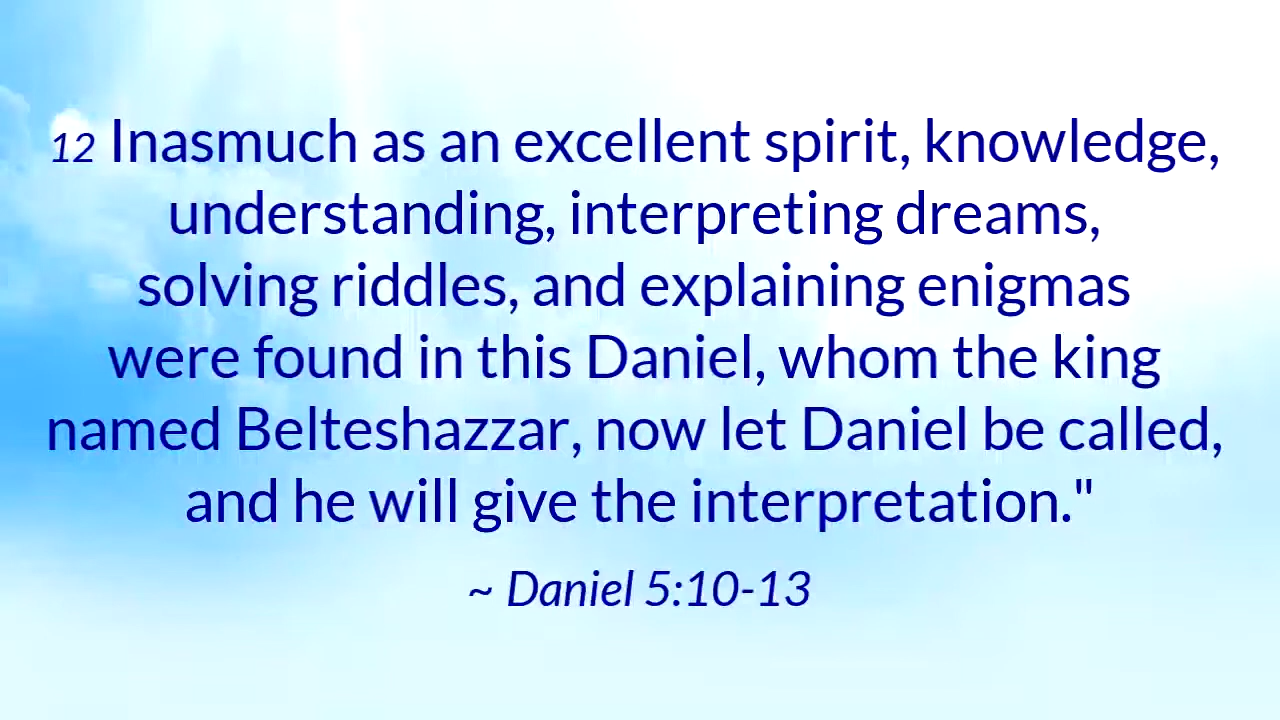 12 Inasmuch as an excellent spirit, knowledge,
understanding, interpreting dreams,
solving riddles, and explaining enigmas
were found in this Daniel, whom the king
named Belteshazzar, now let Daniel be called,
and he will give the interpretation."
~ Daniel 5:10-13